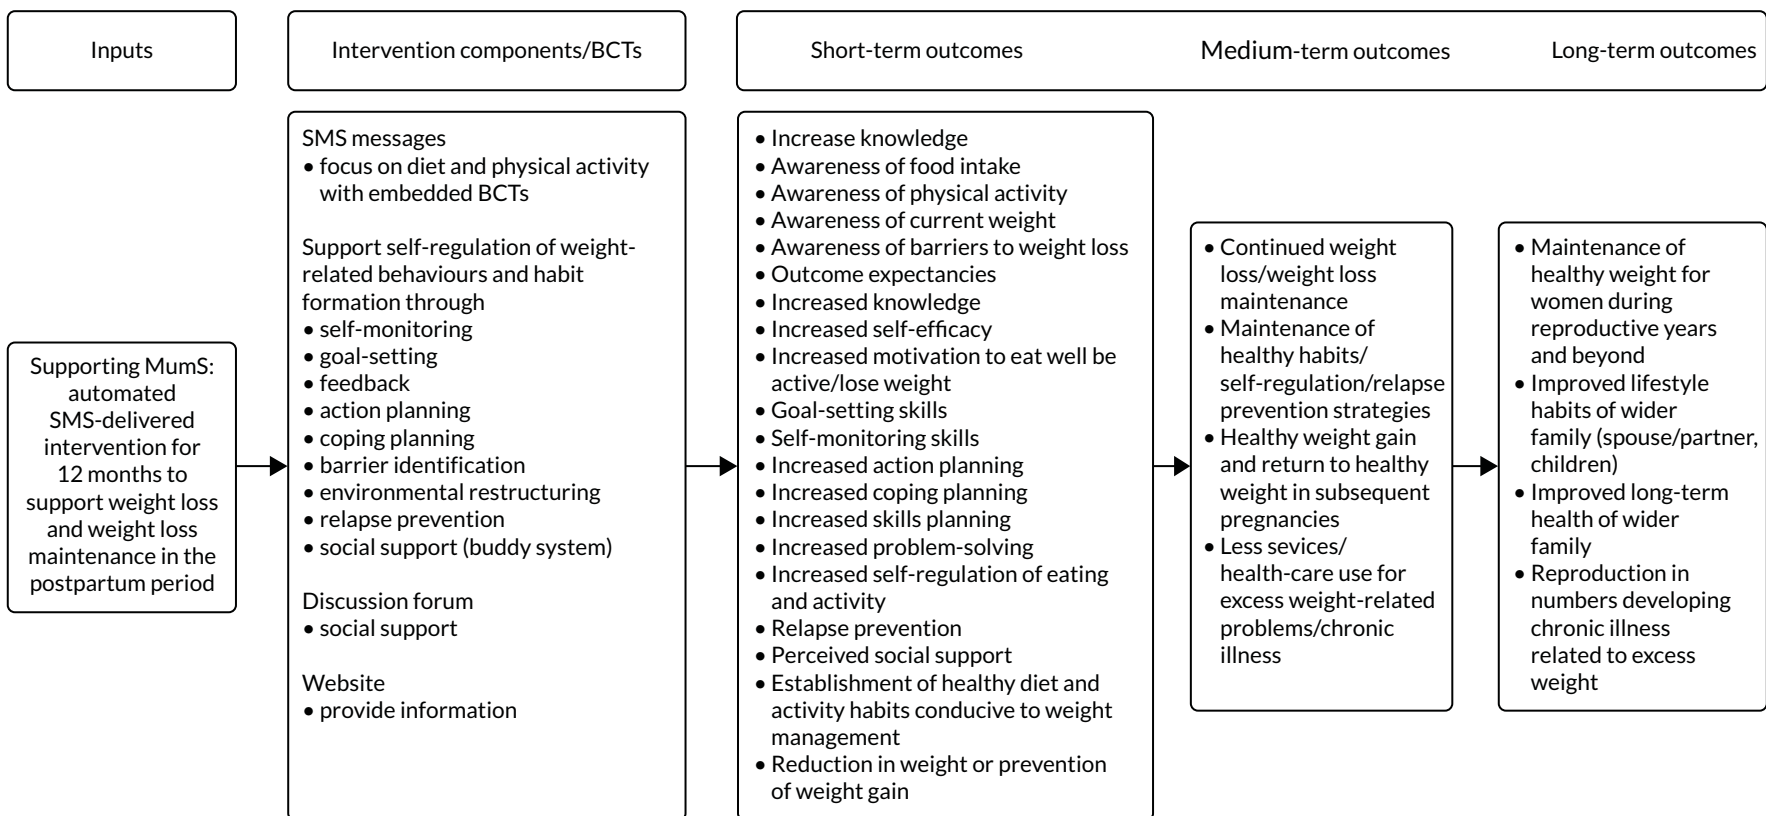 Inputs
Intervention components/BCTs
Short-term outcomes
Medium-term outcomes
Long-term outcomes
Supporting MumS:
automated
SMS-delivered
intervention for
12 months to
support weight loss
and weight loss
maintenance in the
postpartum period
SMS messages
• focus on diet and physical activity
with embedded BCTs
Support self-regulation of weight-
related behaviours and habit
formation through
• self-monitoring
• goal-setting
• feedback
• action planning
• coping planning
• barrier identification
• environmental restructuring
• relapse prevention
• social support (buddy system)
Discussion forum
• social support
Website
• provide information
• Increase knowledge
• Awareness of food intake
• Awareness of physical activity
• Awareness of current weight
• Awareness of barriers to weight loss
• Outcome expectancies
• Increased knowledge
• Increased self-efficacy
• Increased motivation to eat well be
active/lose weight
• Goal-setting skills
• Self-monitoring skills
• Increased action planning
• Increased coping planning
• Increased skills planning
• Increased problem-solving
• Increased self-regulation of eating
and activity
• Relapse prevention
• Perceived social support
• Establishment of healthy diet and
activity habits conducive to weight
management
• Reduction in weight or prevention
of weight gain
• Continued weight
loss/weight loss
maintenance
• Maintenance of
healthy habits/
self-regulation/relapse
prevention strategies
• Healthy weight gain
and return to healthy
weight in subsequent
pregnancies
• Less sevices/
health-care use for
excess weight-related
problems/chronic
illness
• Maintenance of
healthy weight for
women during
reproductive years
and beyond
• Improved lifestyle
habits of wider
family (spouse/partner,
children)
• Improved long-term
health of wider
family
• Reproduction in
numbers developing
chronic illness
related to excess
weight